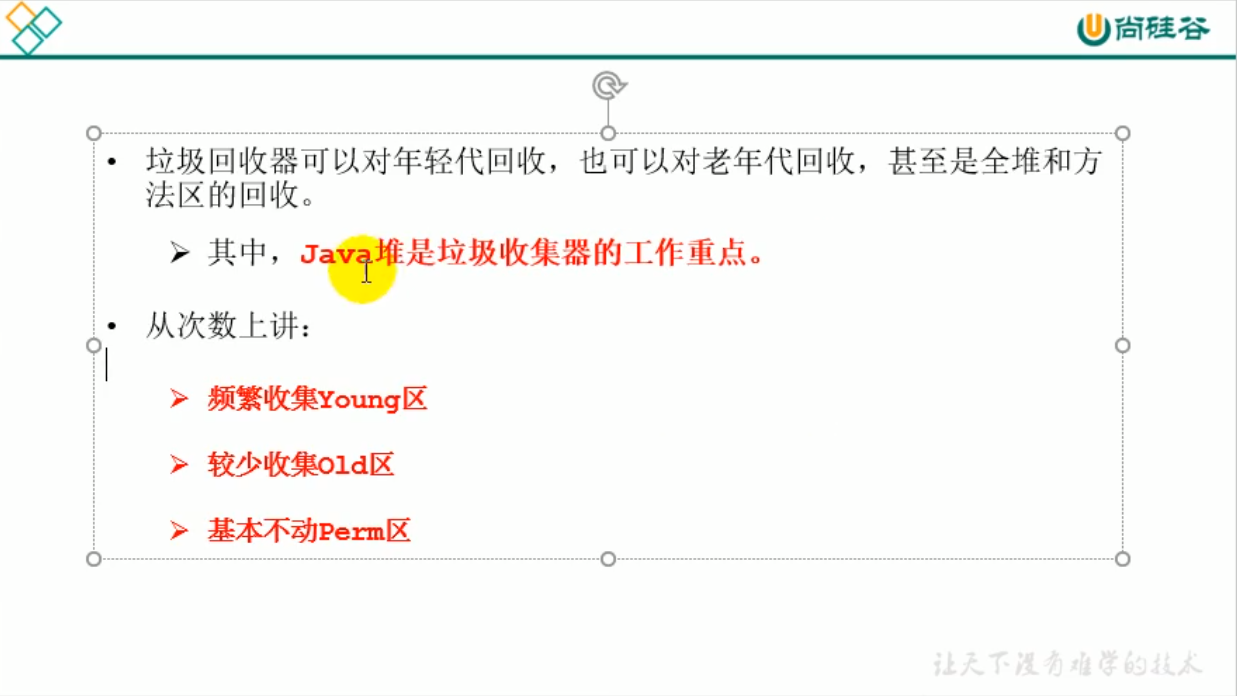 尚硅谷
垃圾回收器可以对年轻代回收，也可以对老年代回收，甚至是全堆和方
法区的回收。
其中，Java堆是垃圾收集器的工作重点。
从次数上讲：
频繁收集Young区
较少收集Old区
基本不动Perm区
让天下没有难学的技术